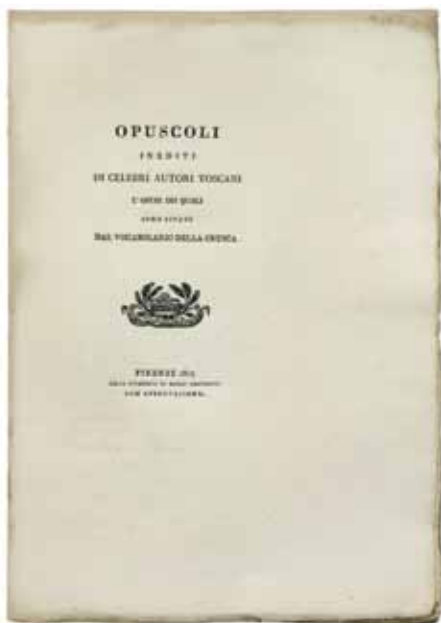 OPUSCOLI
INEDITI
DI CELEBRI AUTORI TOSCANI
L' OPERE DEI QUALI
SONO CITATE
DAL VOCABOLARIO DELLA CRUSCA
FIRENZE
CON APPROVAZIONE.